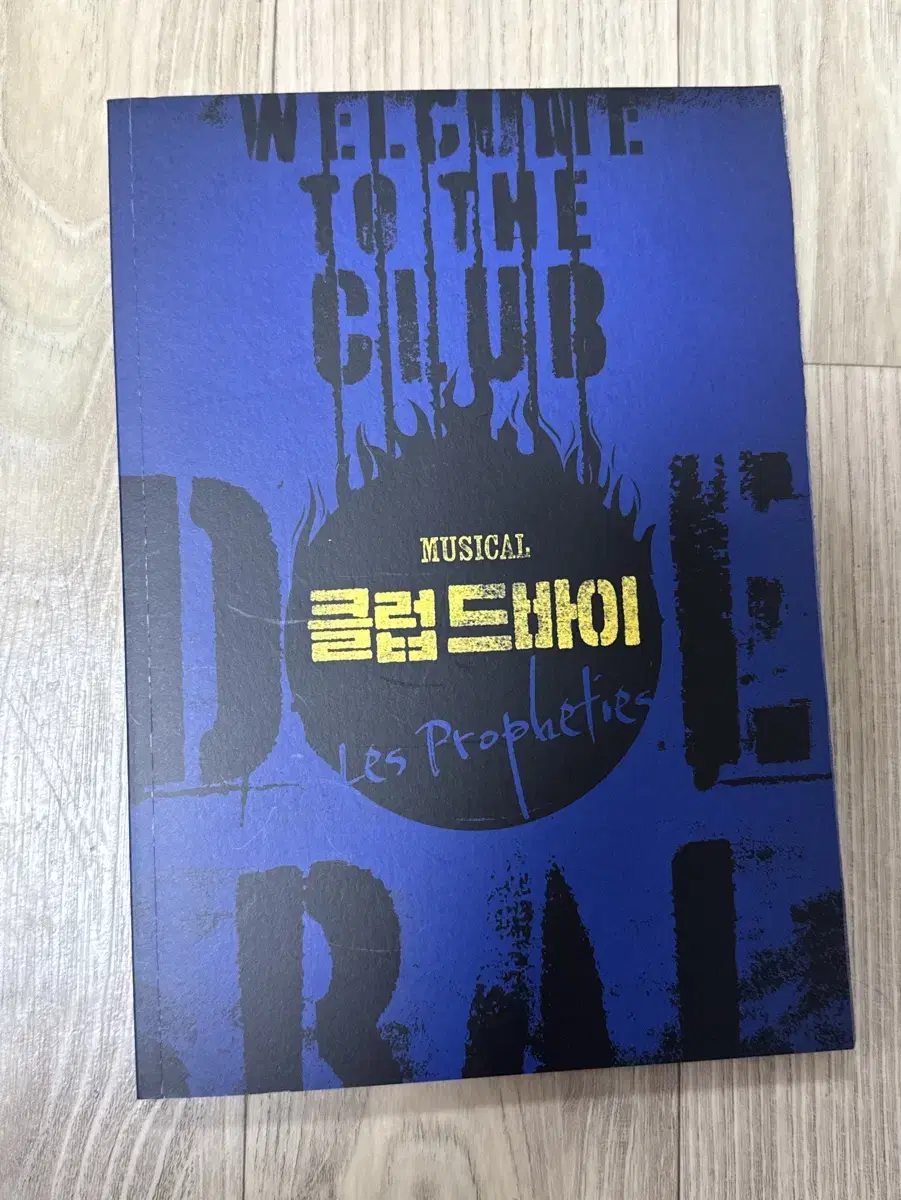 WELCOME
TO THE
CLUB
MUSICAL
클럽 드바이
Les Prophéties